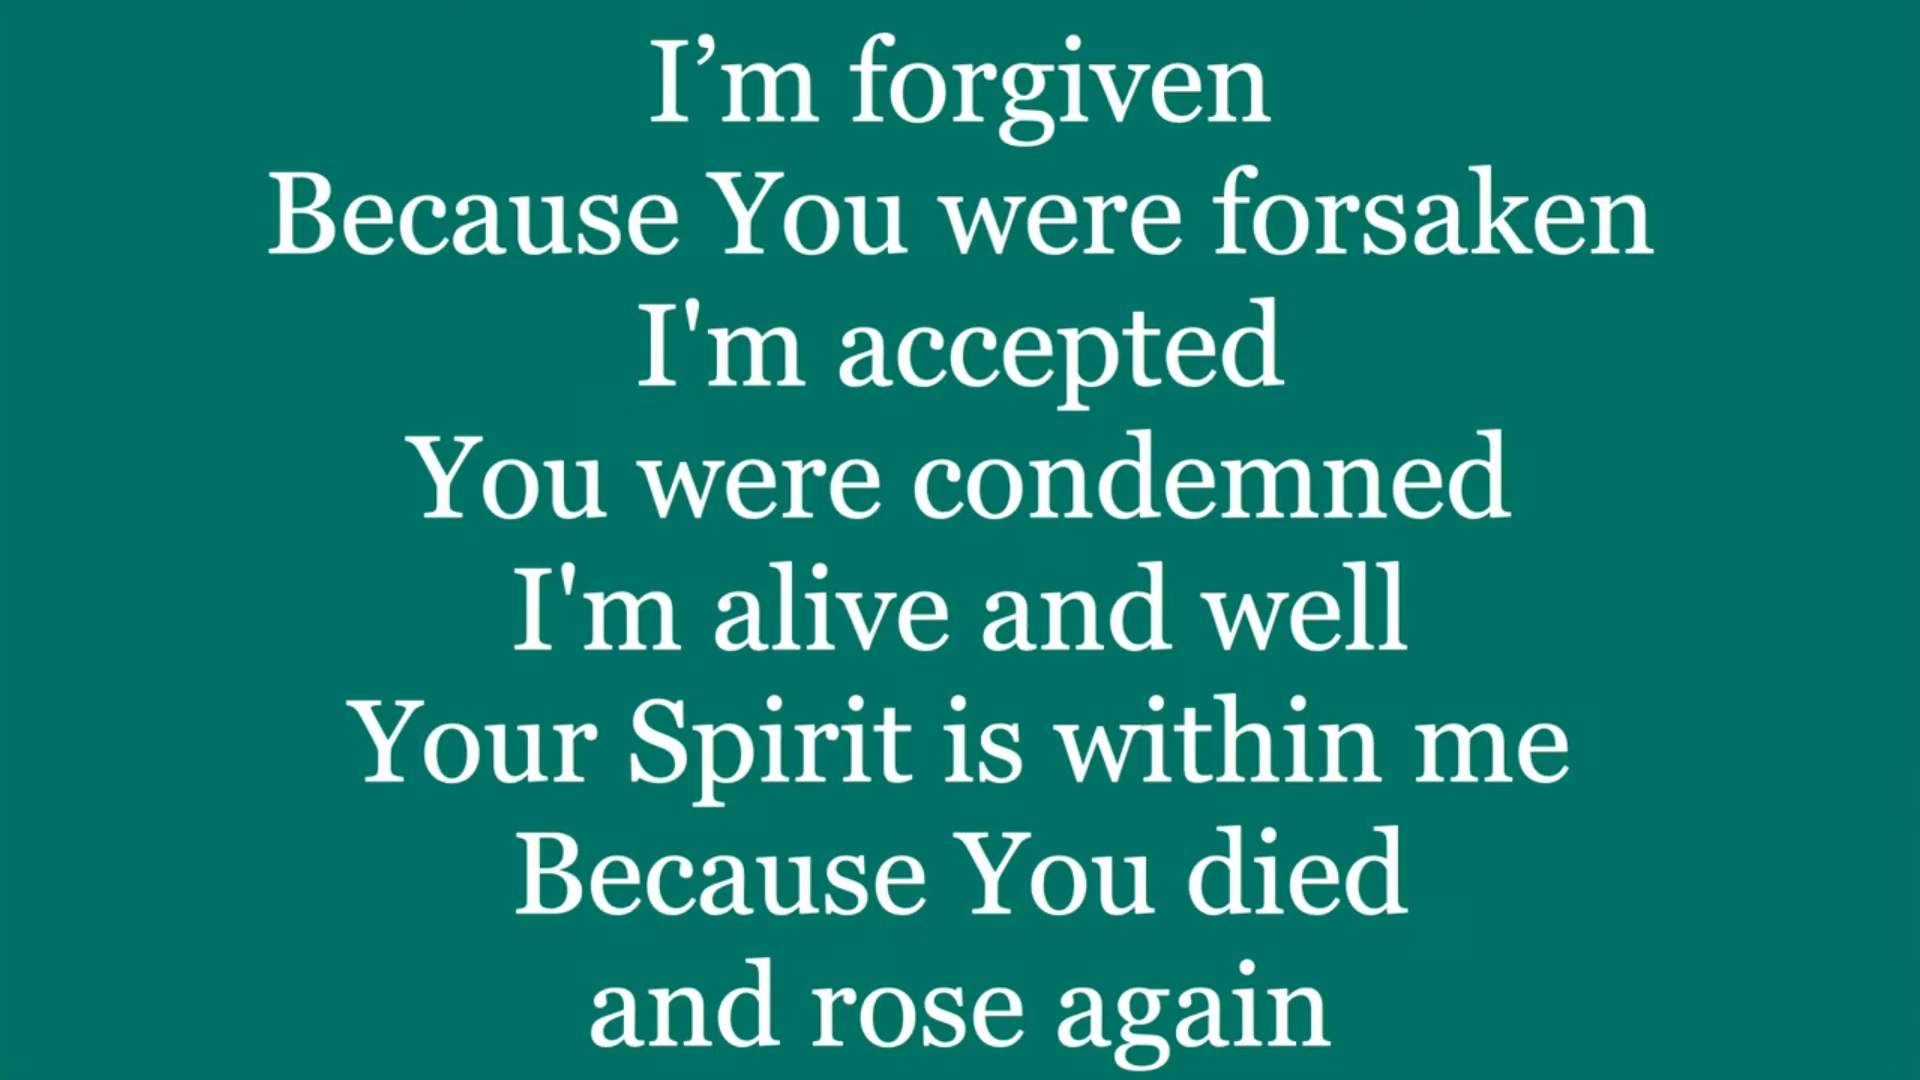 I’m forgiven
Because You were forsaken
I'm accepted
You were condemned
I'm alive and well
Your Spirit is within me
Because You died
and rose again